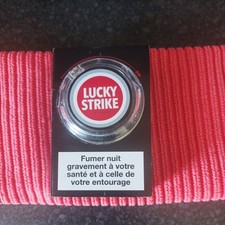 LUCKY
STRIKE
Fumer nuit
gravement à votre
santé et à celle de
votre entourage